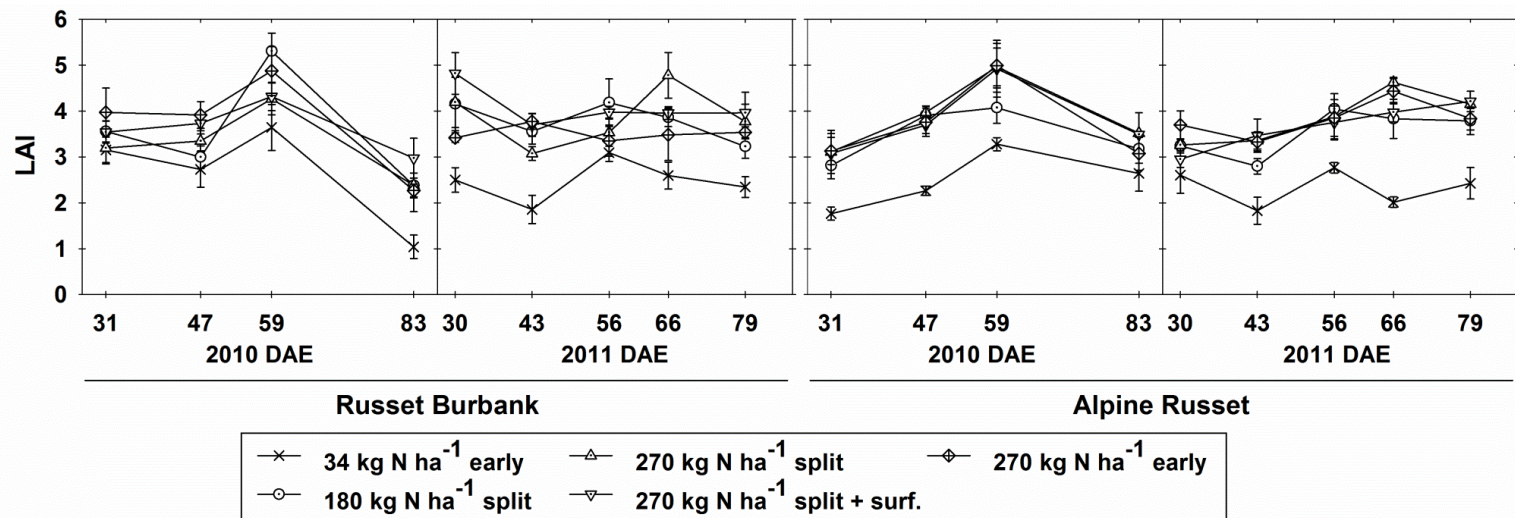 6
5
4
3
2
1
0
LAI
31 47 59 83 30 43 56 66 79 31 47 59 83 30 43 56 66 79
2010 DAE 2011 DAE 2010 DAE 2011 DAE
Russet Burbank Alpine Russet
34 kg N ha⁻¹ early 270 kg N ha⁻¹ split 270 kg N ha⁻¹ early
180 kg N ha⁻¹ split 270 kg N ha⁻¹ split + surf.